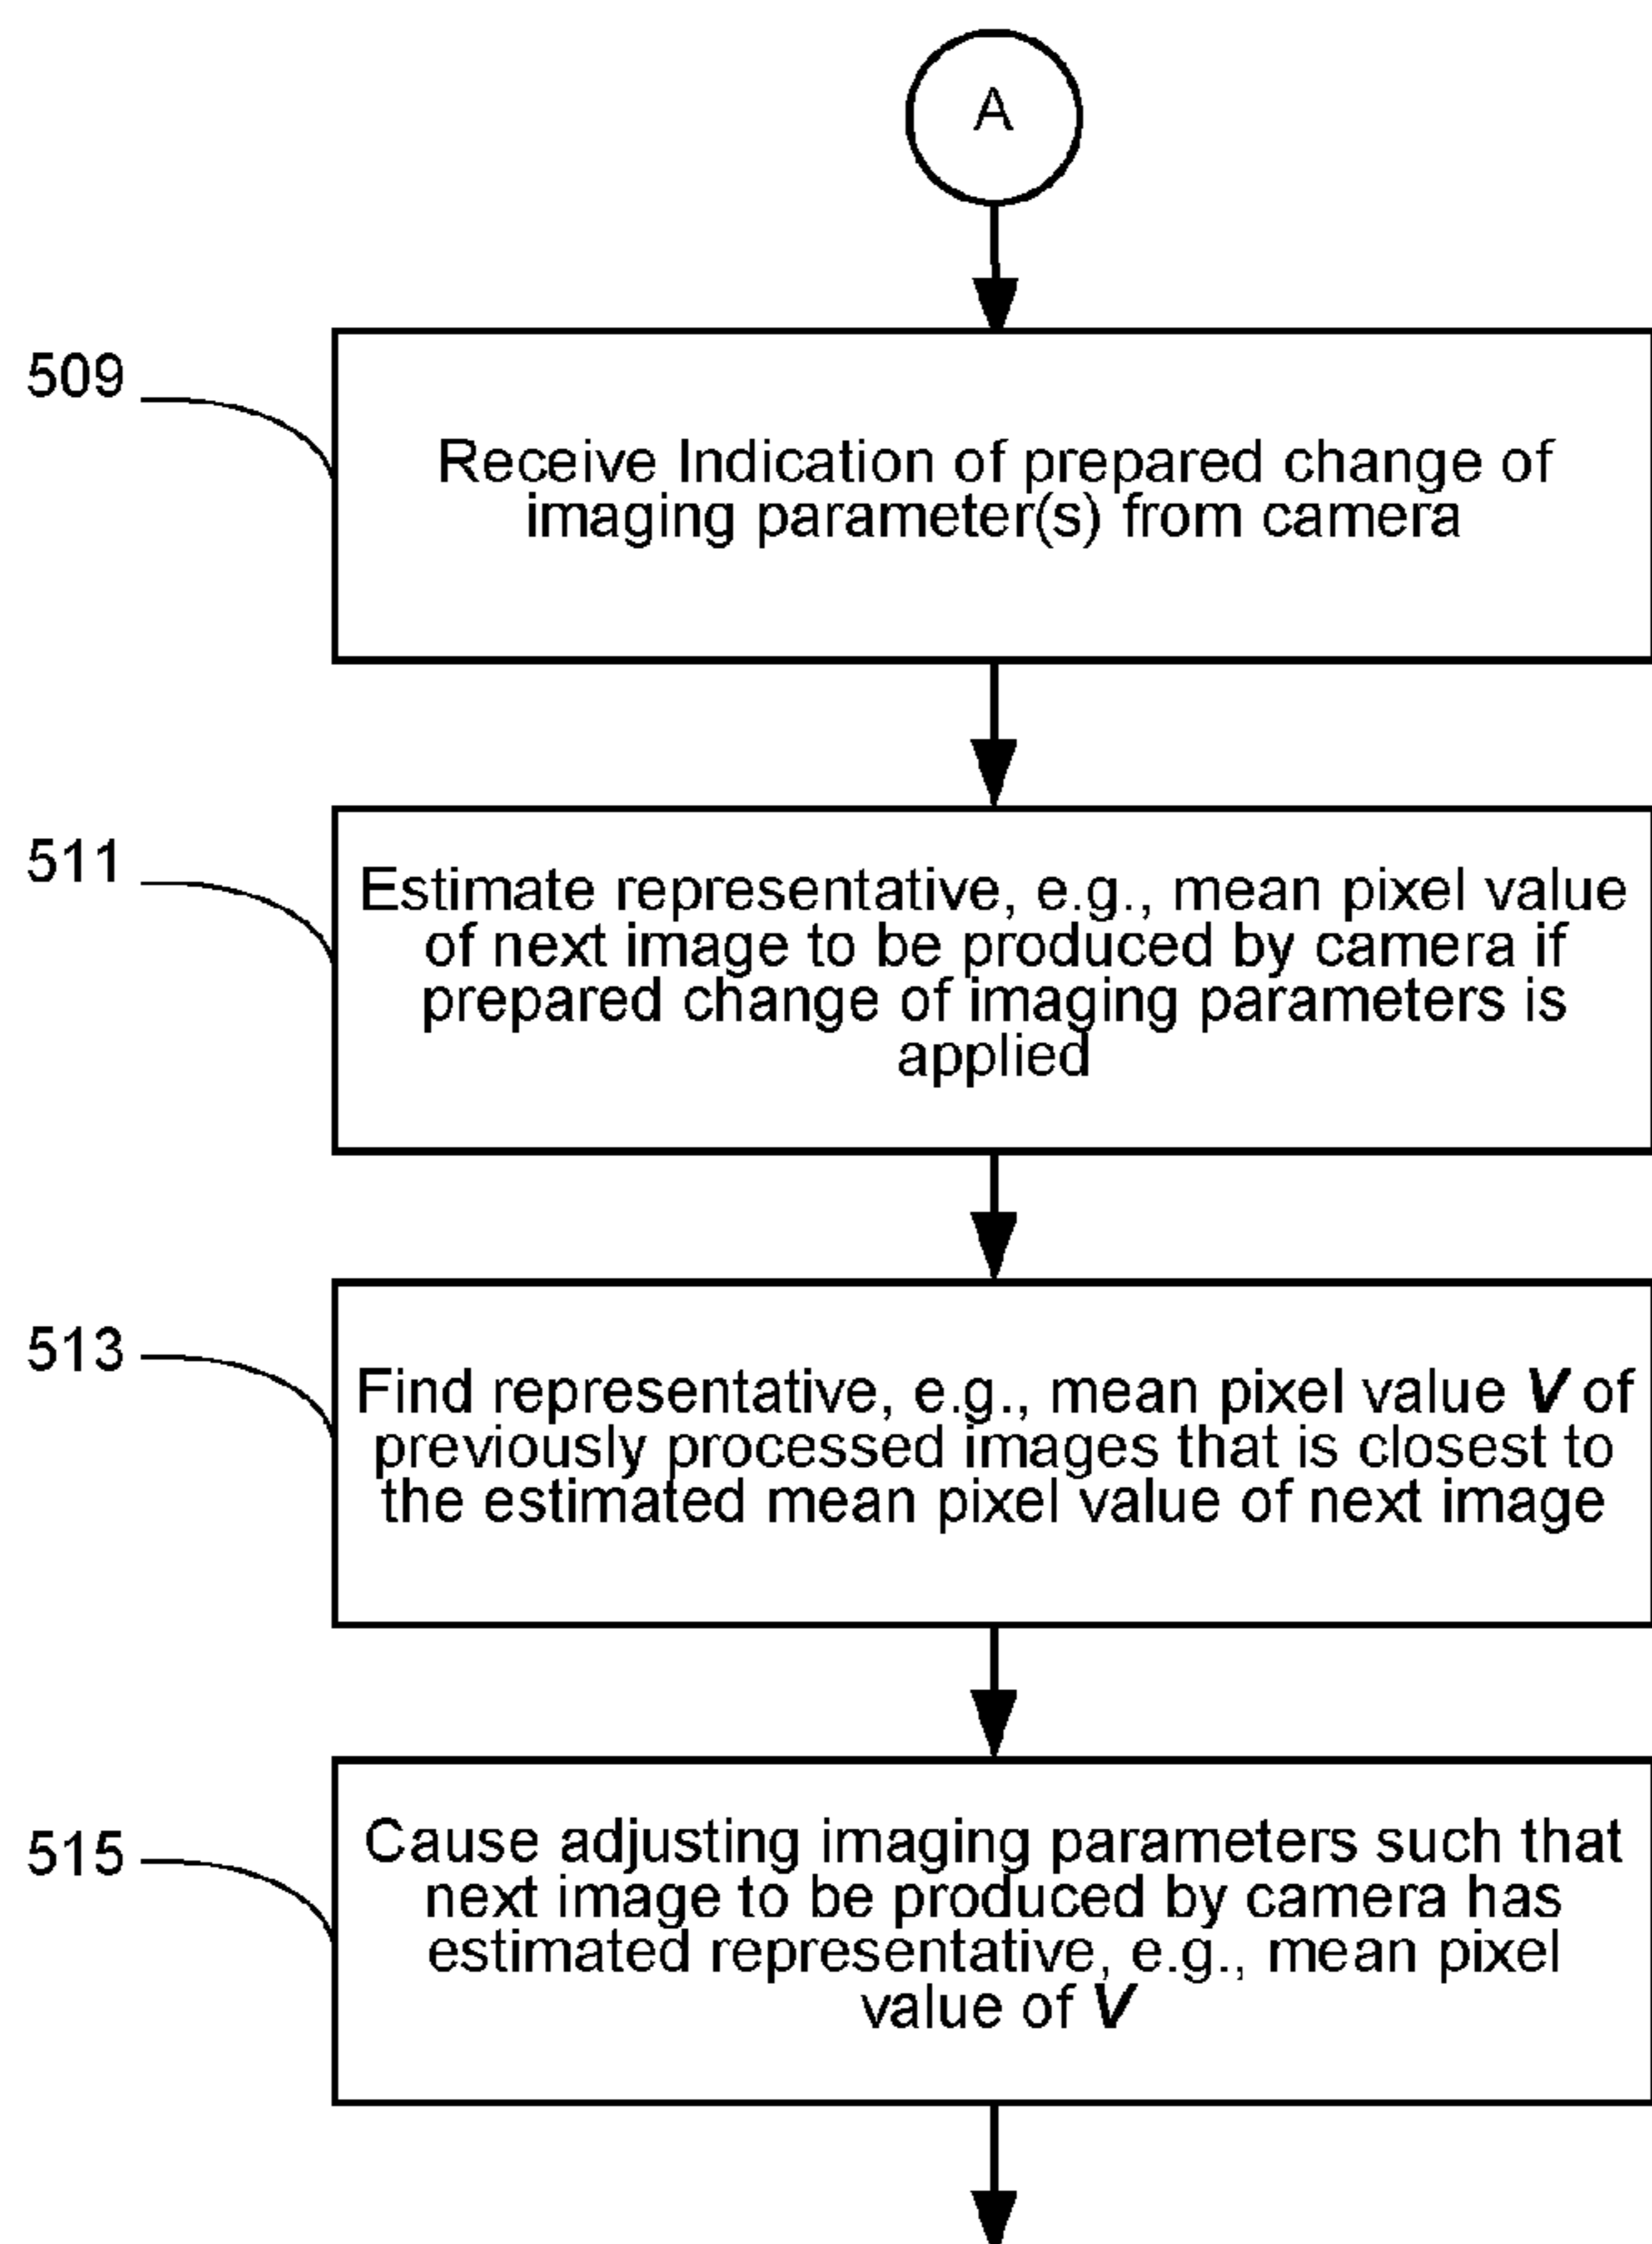 A
509
Receive Indication of prepared change of
imaging parameter(s) from camera
511
Estimate representative, e.g., mean pixel value
of next image to be produced by camera if
prepared change of imaging parameters is
applied
513
Find representative, e.g., mean pixel value V of
previously processed images that is closest to
the estimated mean pixel value of next image
515
Cause adjusting imaging parameters such that
next image to be produced by camera has
estimated representative, e.g., mean pixel
value of V